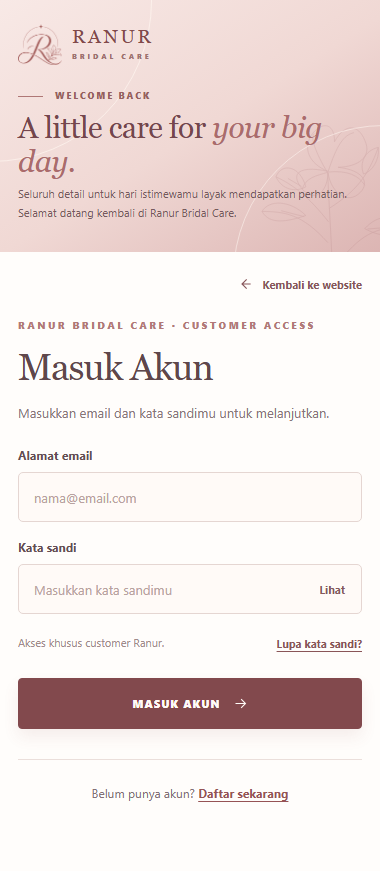 RANUR
BRIDAL CARE
WELCOME BACK
A little care for your big
day.
Seluruh detail untuk hari istimewamu layak mendapatkan perhatian.
Selamat datang kembali di Ranur Bridal Care.
← Kembali ke website
RANUR BRIDAL CARE · CUSTOMER ACCESS
Masuk Akun
Masukkan email dan kata sandimu untuk melanjutkan.
Alamat email
nama@email.com
Kata sandi
Masukkan kata sandimu Lihat
Akses khusus customer Ranur. Lupa kata sandi?
MASUK AKUN →
Belum punya akun? Daftar sekarang